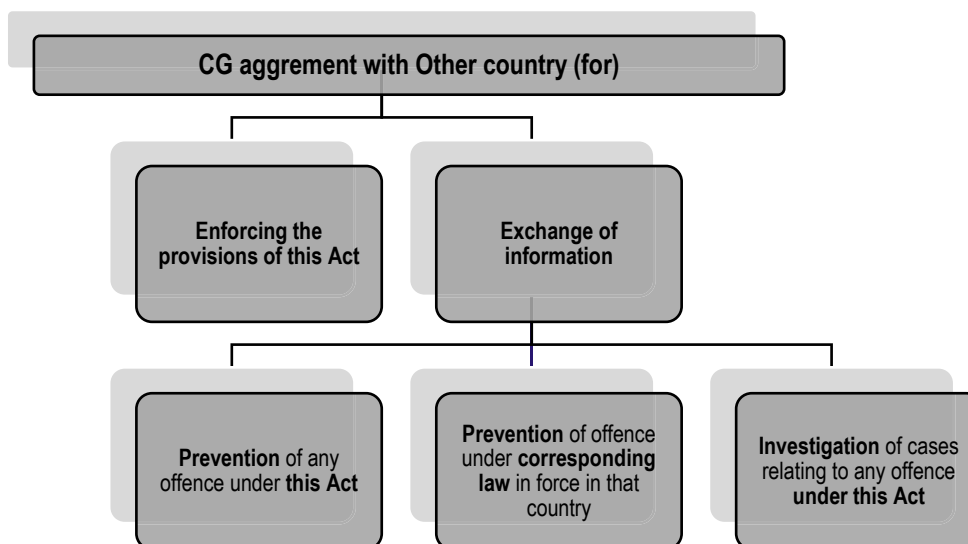 CG aggrement with Other country (for)
Enforcing the
provisions of this Act
Exchange of
information
Prevention of any
offence under this Act
Prevention of offence
under corresponding
law in force in that
country
Investigation of cases
relating to any offence
under this Act